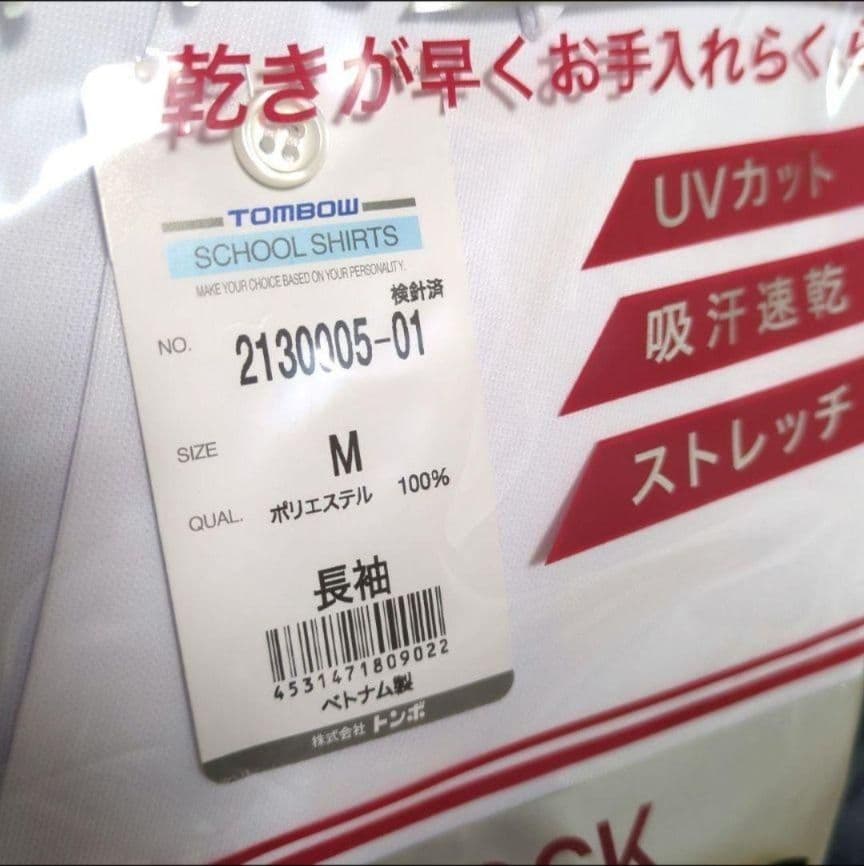 乾きが早くお手入れらくら
TOMBOW
SCHOOL SHIRTS
MAKE YOUR CHOICE BASED ON YOUR PERSONALITY.
検針済
NO. 2130005-01
SIZE M
QUAL. ポリエステル 100%
長袖
4531471809022
ベトナム製
株式会社 トンボ
UVカット
吸汗速乾
ストレッチ